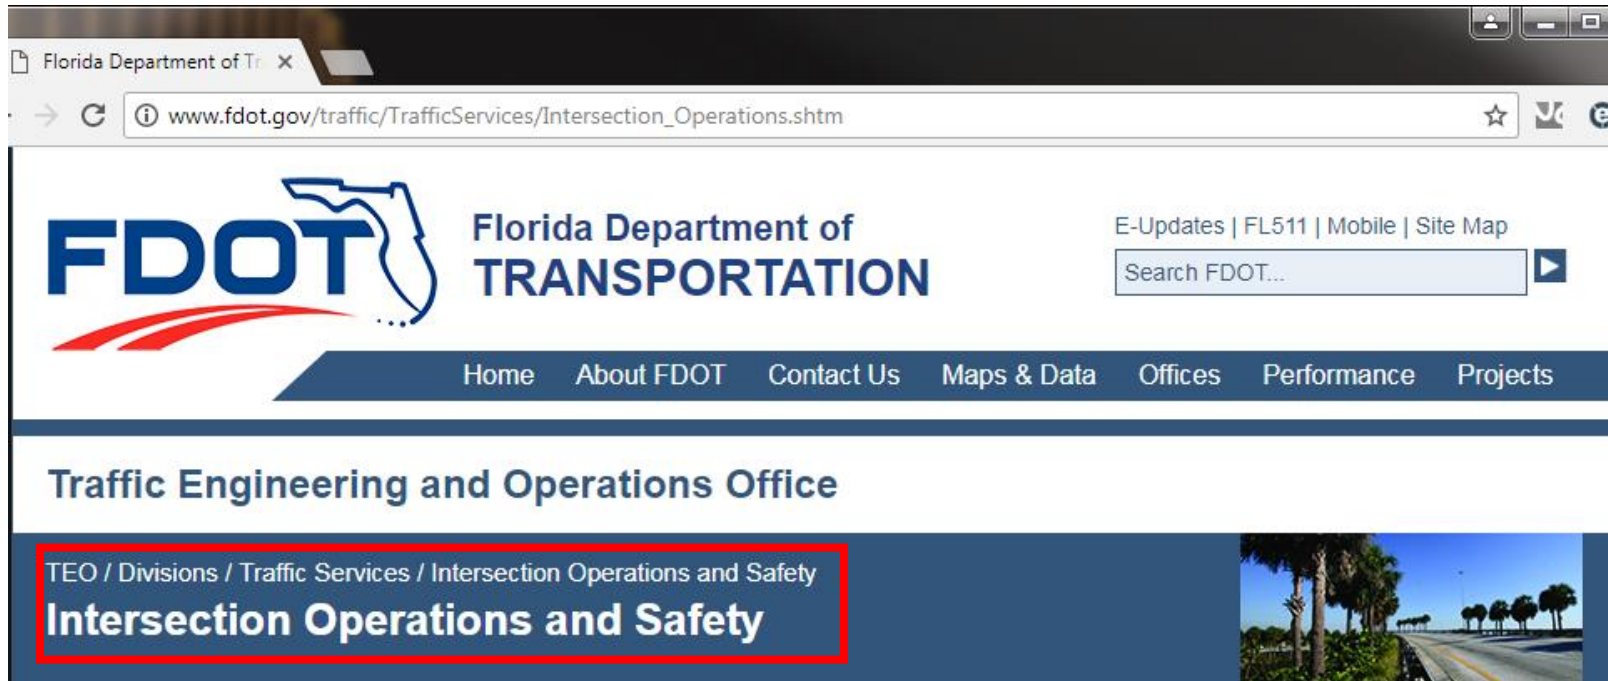 Florida Department of Tr
www.fdot.gov/traffic/TrafficServices/Intersection_Operations.shtm
FDOT
Florida Department of
TRANSPORTATION
E-Updates | FL511 | Mobile | Site Map
Search FDOT...
Home About FDOT Contact Us Maps & Data Offices Performance Projects
Traffic Engineering and Operations Office
TEO / Divisions / Traffic Services / Intersection Operations and Safety
Intersection Operations and Safety